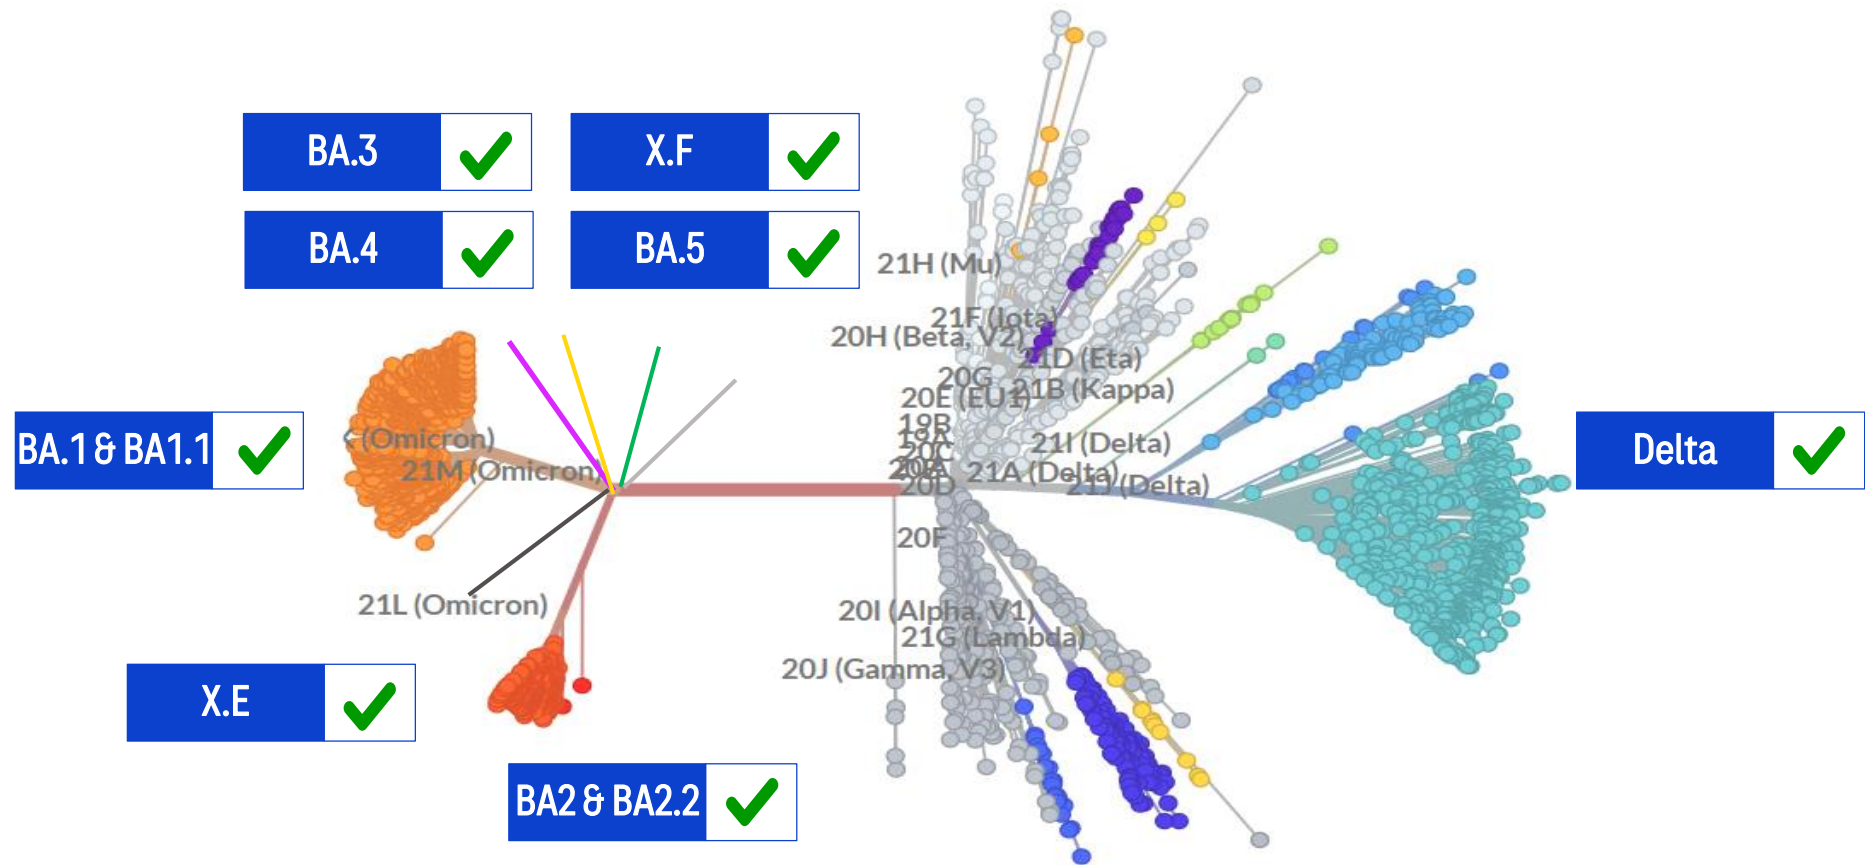 BA.3
X.F
BA.4
BA.5
21H (Mu)
21F (Iota)
20H (Beta, V2)
21D (Eta)
20G
21B (Kappa)
20E (EU1)
19B
19A
20C
21I (Delta)
(Omicron)
BA.1 & BA1.1
Delta
21M (Omicron)
21A (Delta)
21J (Delta)
20D
20F
21L (Omicron)
20I (Alpha, V1)
21G (Lambda)
20J (Gamma, V3)
X.E
BA2 & BA2.2